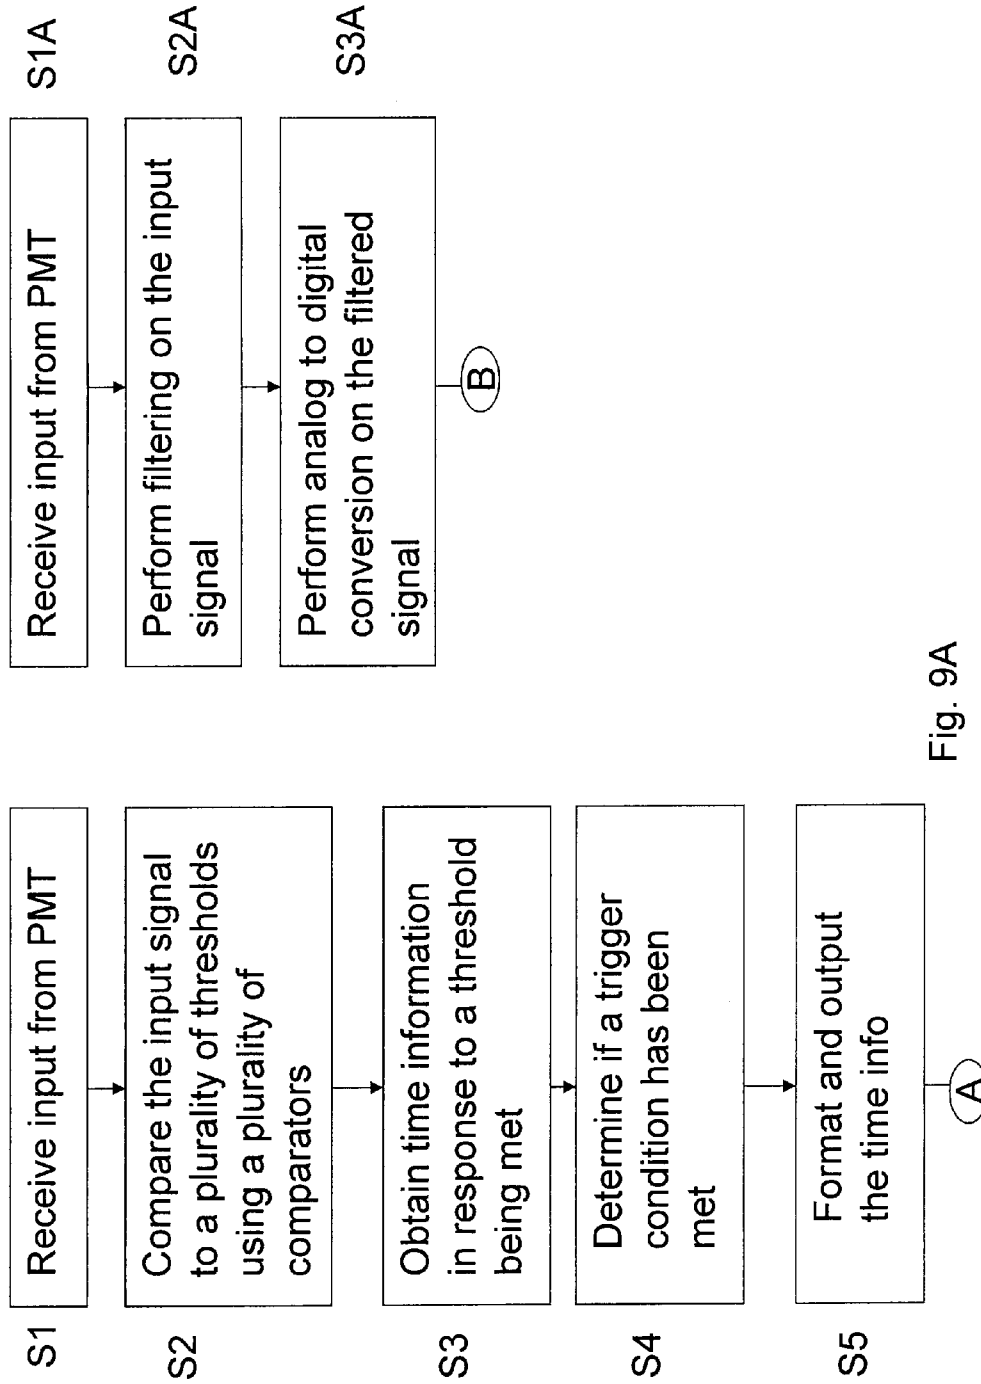 S1
Receive input from PMT
S2
Compare the input signal
to a plurality of thresholds
using a plurality of
comparators
S3
Obtain time information
in response to a threshold
being met
S4
Determine if a trigger
condition has been
met
S5
Format and output
the time info
A
Receive input from PMT
S1A
Perform filtering on the input
signal
S2A
Perform analog to digital
conversion on the filtered
signal
S3A
B
Fig. 9A